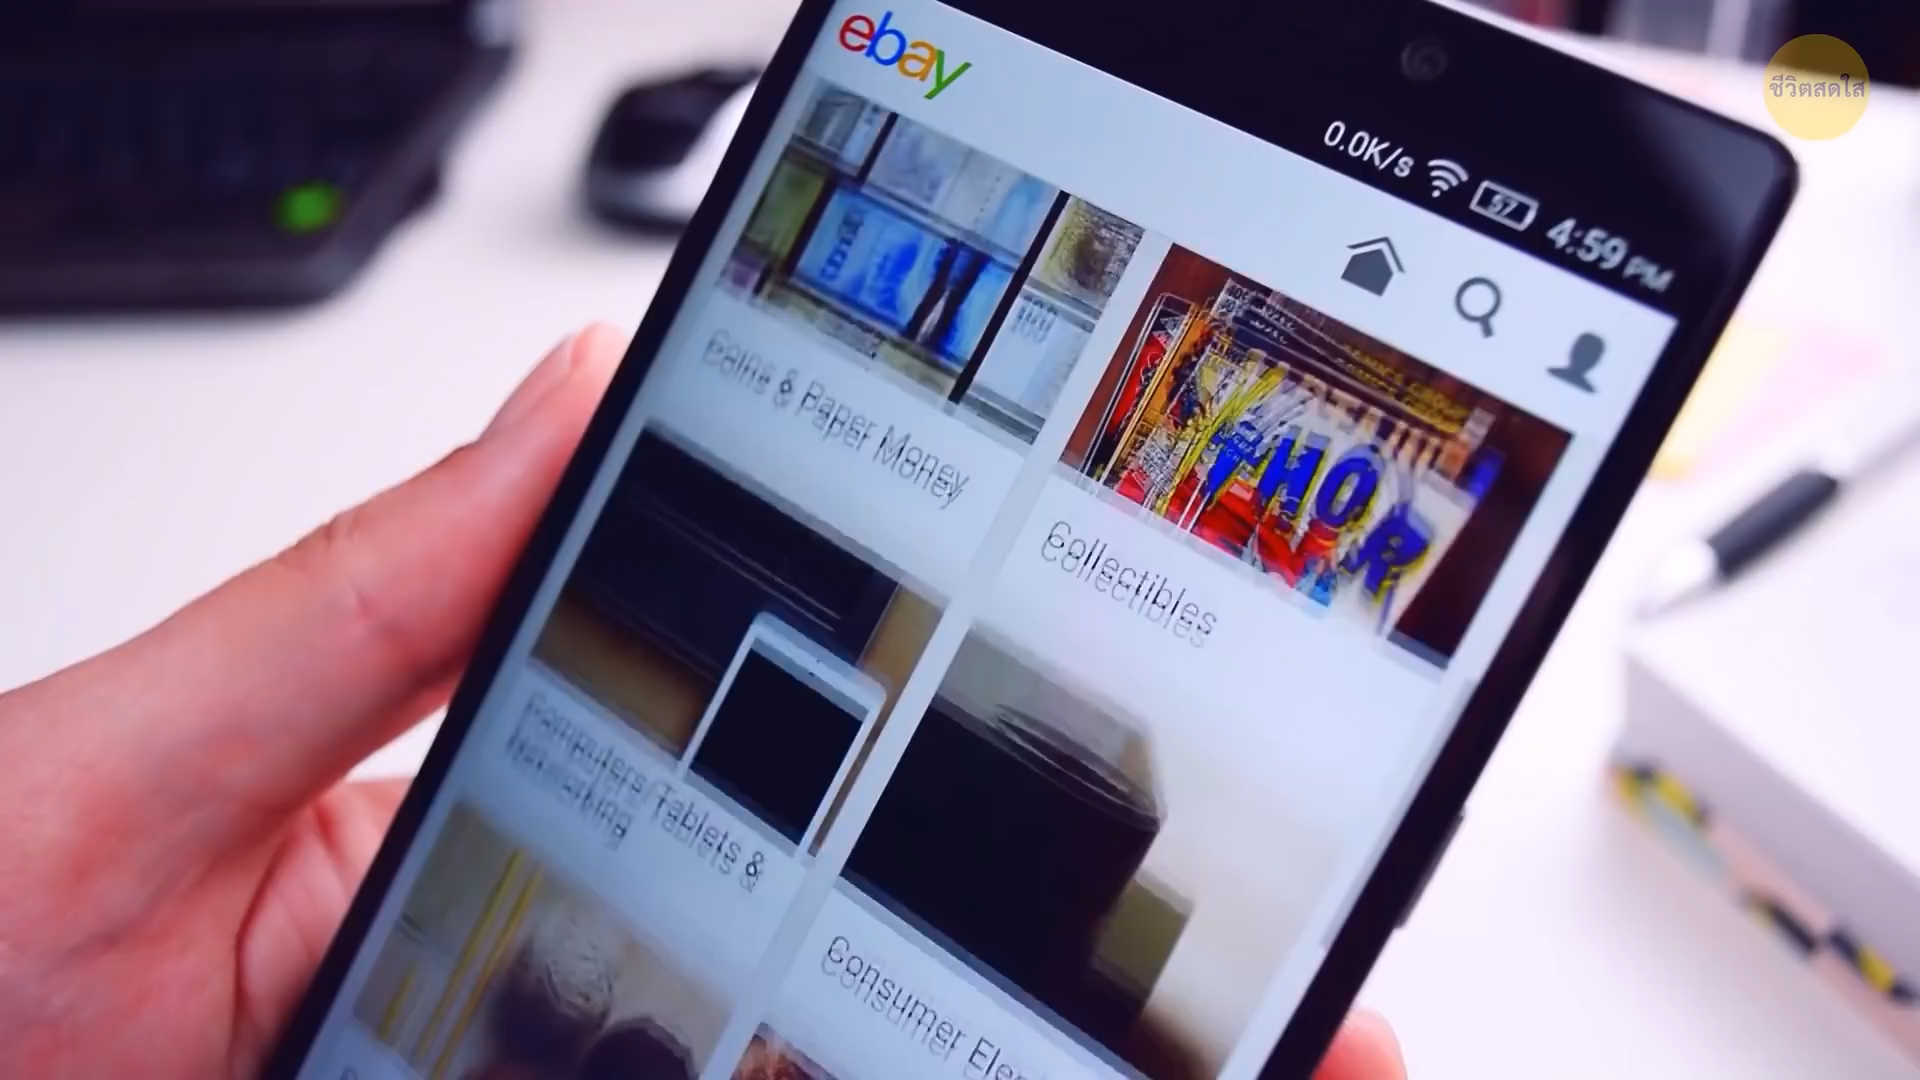 ebay
ชีวิตสดใส
0.0K/s 57 4:59 PM
Coins & Paper Money
THOR
Collectibles
Computers/Tablets &
Networking
Consumer